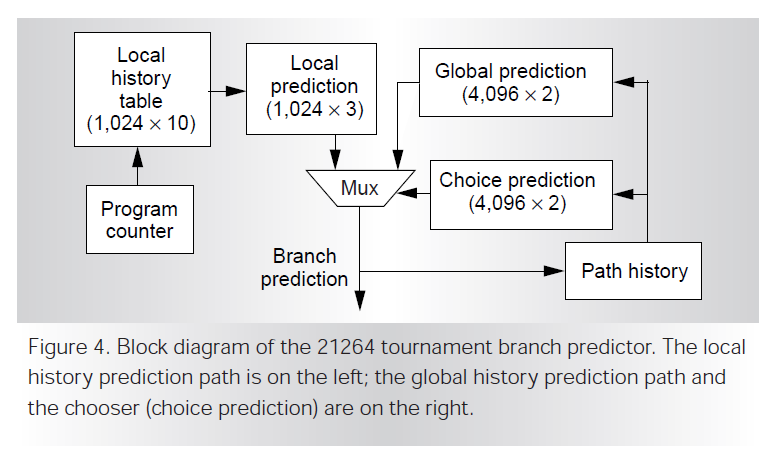 Local
history
table
(1,024 × 10)
Local
prediction
(1,024 × 3)
Global prediction
(4,096 × 2)
Mux
Choice prediction
(4,096 × 2)
Program
counter
Branch
prediction
Path history
Figure 4. Block diagram of the 21264 tournament branch predictor. The local
history prediction path is on the left; the global history prediction path and
the chooser (choice prediction) are on the right.